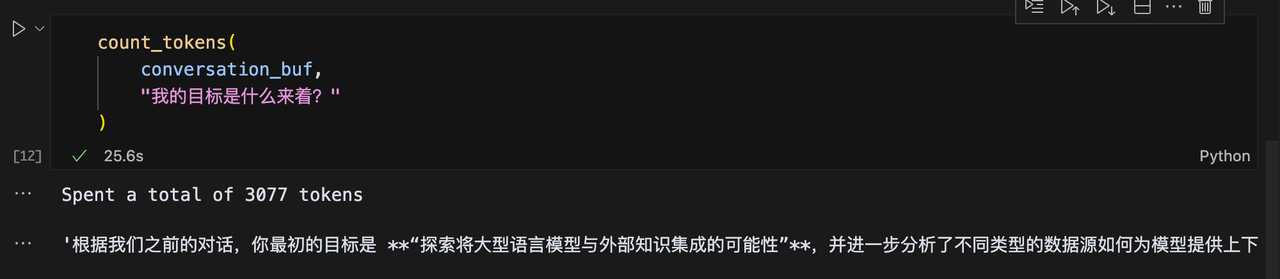 count_tokens(
conversation_buf,
"我的目标是什么来着？"
)
[12] 25.6s Python
Spent a total of 3077 tokens
'根据我们之前的对话，你最初的目标是 **“探索将大型语言模型与外部知识集成的可能性”**，并进一步分析了不同类型的数据源如何为模型提供上下